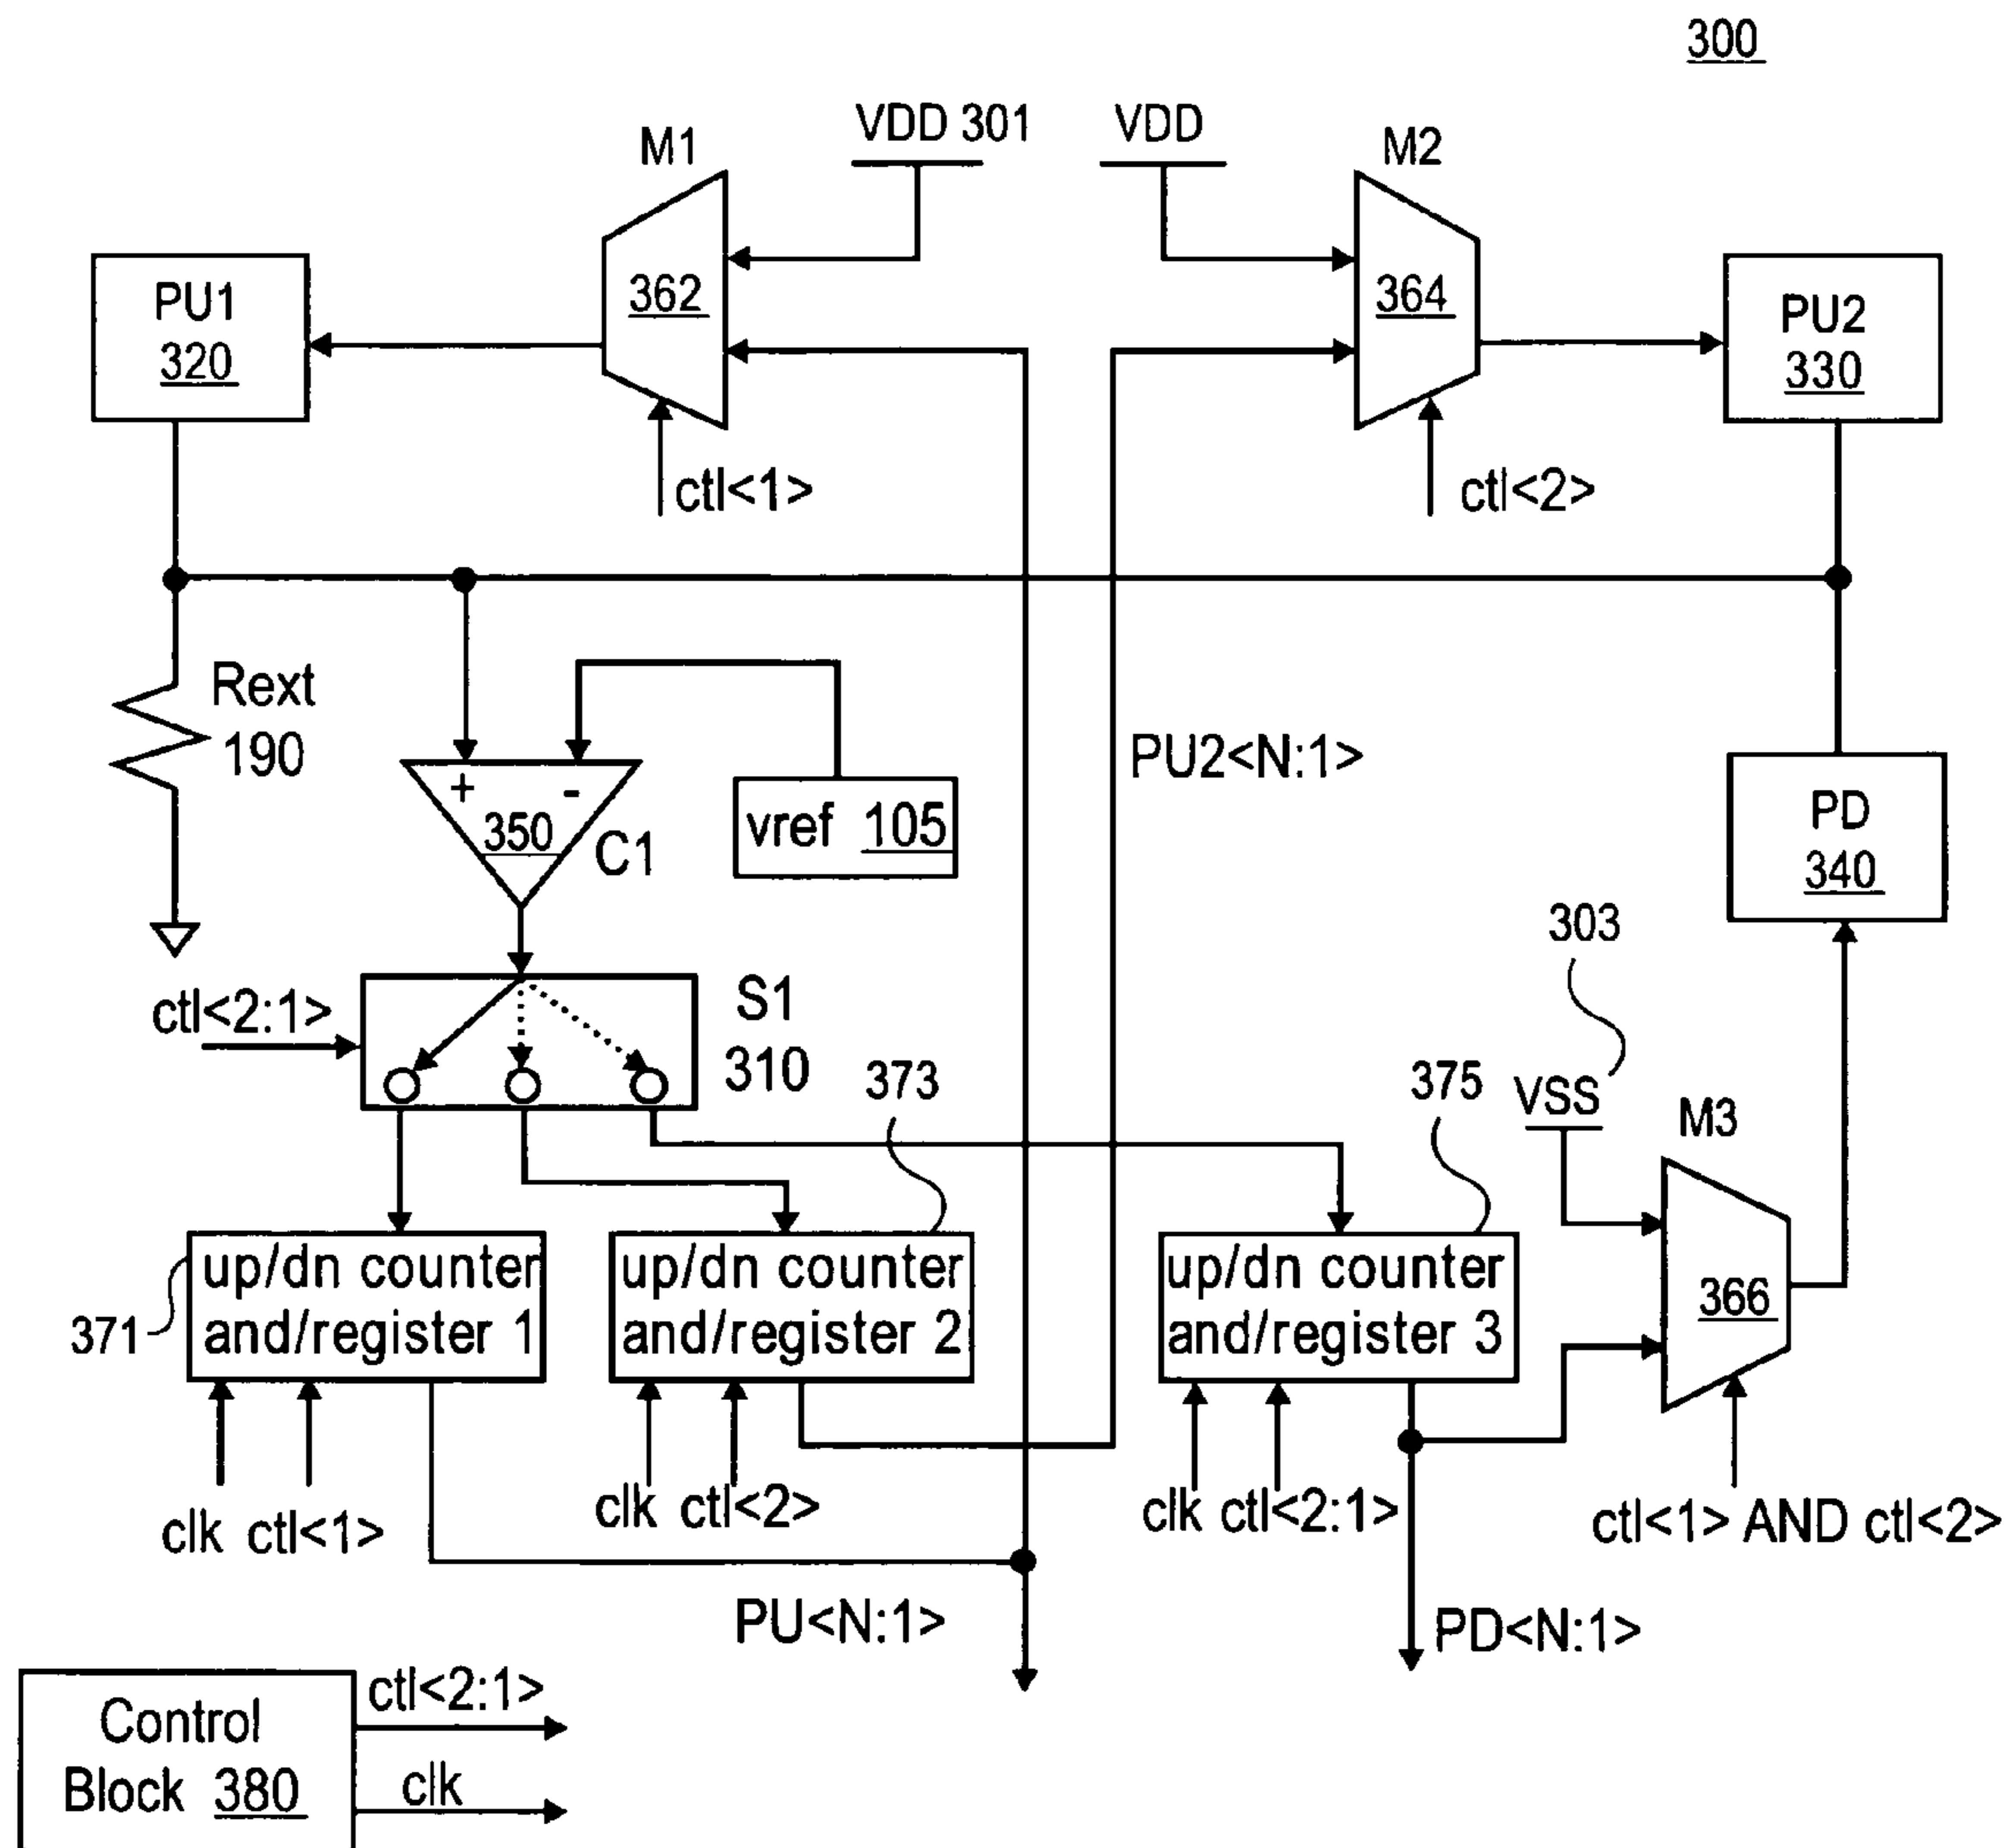 300
M1
VDD 301
VDD
M2
PU1
320
362
364
PU2
330
ctl<1>
ctl<2>
Rext
190
PU2<N:1>
+
-
350
C1
vref 105
PD
340
303
ctl<2:1>
S1
310
373
375
VSS
M3
371
up/dn counter
and/register 1
up/dn counter
and/register 2
up/dn counter
and/register 3
366
clk ctl<1>
clk ctl<2>
clk ctl<2:1>
ctl<1> AND ctl<2>
PU<N:1>
PD<N:1>
Control
Block 380
ctl<2:1>
clk